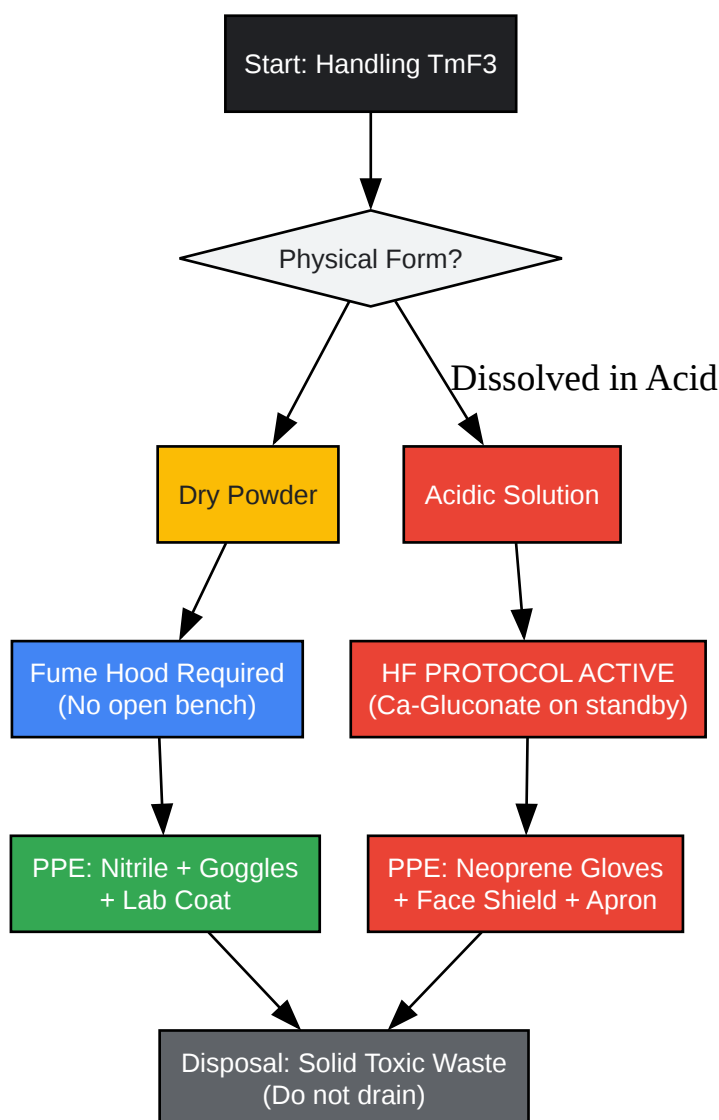 Start: Handling TmF3
Physical Form?
Dissolved in Acid
Dry Powder
Acidic Solution
Fume Hood Required
(No open bench)
HF PROTOCOL ACTIVE
(Ca-Gluconate on standby)
PPE: Nitrile + Goggles
+ Lab Coat
PPE: Neoprene Gloves
+ Face Shield + Apron
Disposal: Solid Toxic Waste
(Do not drain)